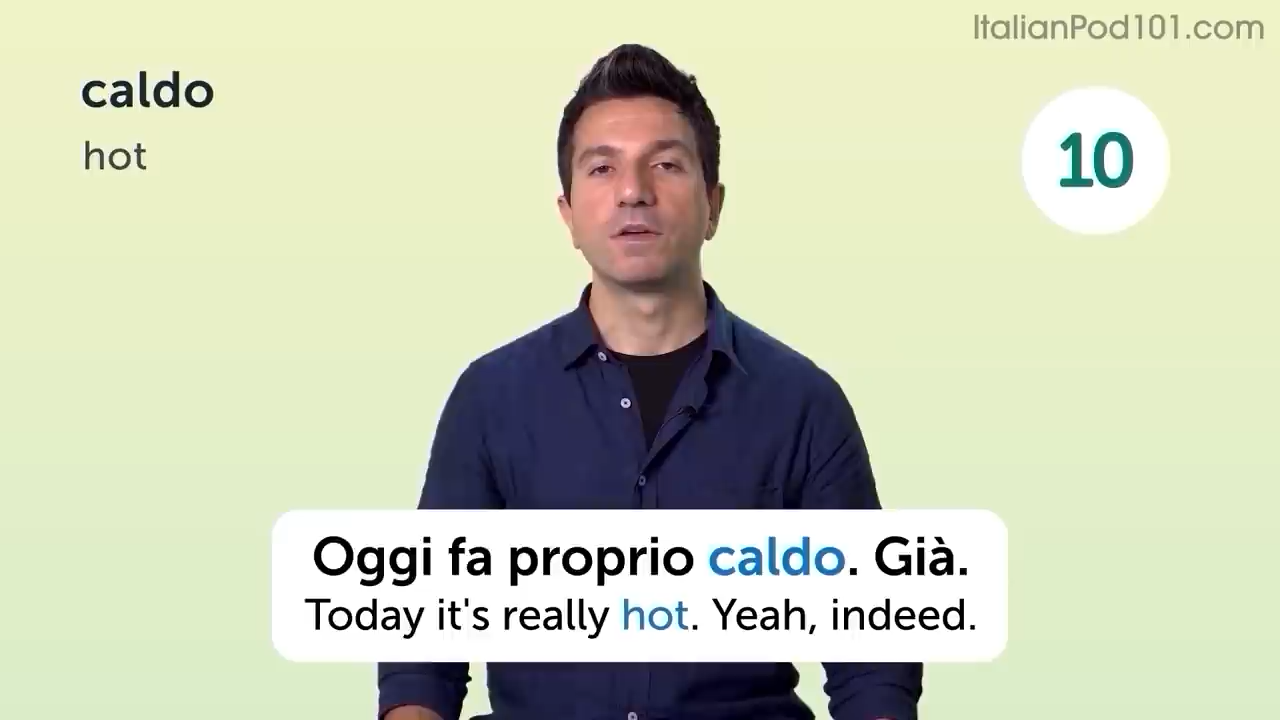 ItalianPod101.com
caldo
hot
10
Oggi fa proprio caldo. Già.
Today it's really hot. Yeah, indeed.